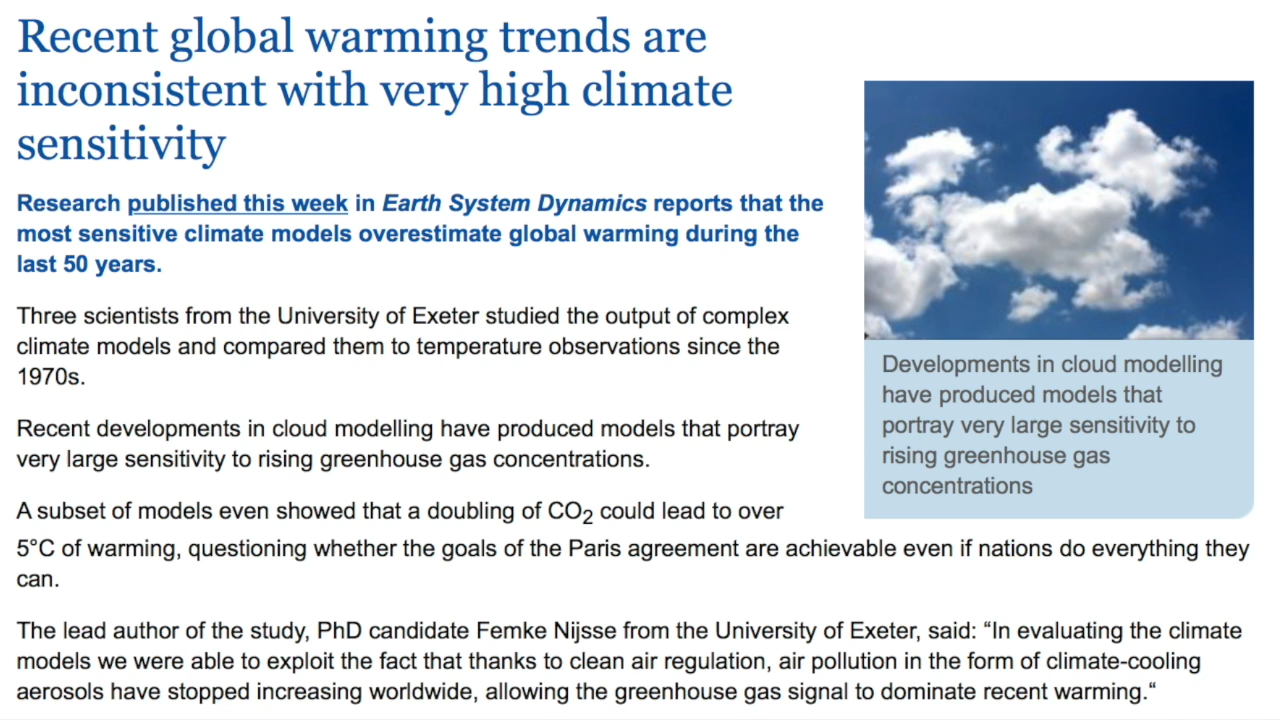 Recent global warming trends are
inconsistent with very high climate
sensitivity
Research published this week in Earth System Dynamics reports that the
most sensitive climate models overestimate global warming during the
last 50 years.
Three scientists from the University of Exeter studied the output of complex
climate models and compared them to temperature observations since the
1970s.
Recent developments in cloud modelling have produced models that portray
very large sensitivity to rising greenhouse gas concentrations.
A subset of models even showed that a doubling of CO2 could lead to over
5°C of warming, questioning whether the goals of the Paris agreement are achievable even if nations do everything they
can.
The lead author of the study, PhD candidate Femke Nijsse from the University of Exeter, said: “In evaluating the climate
models we were able to exploit the fact that thanks to clean air regulation, air pollution in the form of climate-cooling
aerosols have stopped increasing worldwide, allowing the greenhouse gas signal to dominate recent warming.“
Developments in cloud modelling
have produced models that
portray very large sensitivity to
rising greenhouse gas
concentrations